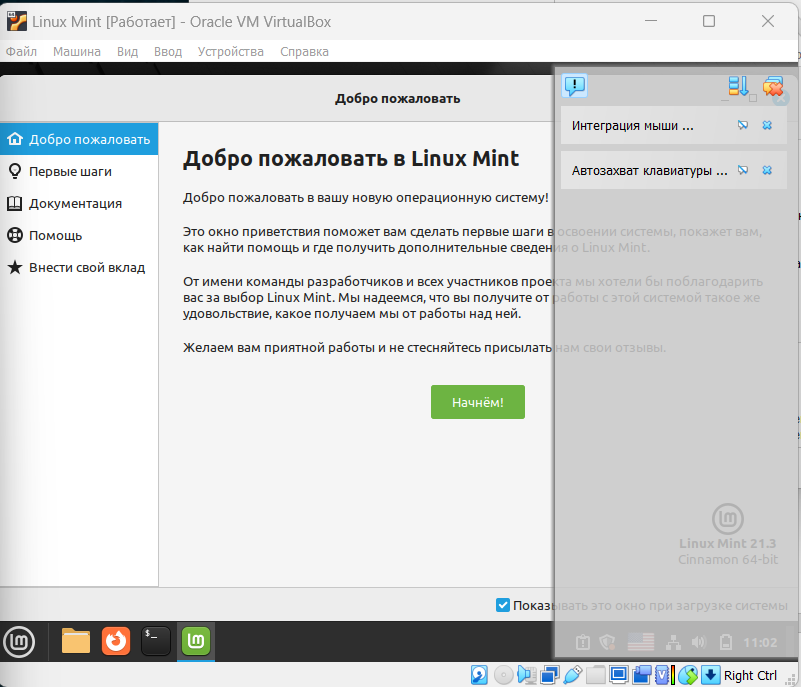 Linux Mint [Работает] - Oracle VM VirtualBox
Файл Машина Вид Ввод Устройства Справка
Добро пожаловать
Интеграция мыши ...
Автозахват клавиатуры ...
Добро пожаловать
Первые шаги
Документация
Помощь
Внести свой вклад
Добро пожаловать в Linux Mint
Добро пожаловать в вашу новую операционную систему!
Это окно приветствия поможет вам сделать первые шаги в освоении системы, покажет вам,
как найти помощь и где получить дополнительные сведения о Linux Mint.
От имени команды разработчиков и всех участников проекта мы хотели бы поблагодарить
вас за выбор Linux Mint. Мы надеемся, что вы получите от работы с этой системой такое же
удовольствие, какое получаем мы от работы над ней.
Желаем вам приятной работы и не стесняйтесь присылать нам свои отзывы.
Начнём!
Linux Mint 21.3
Cinnamon 64-bit
Показывать это окно при загрузке системы
11:02
Right Ctrl